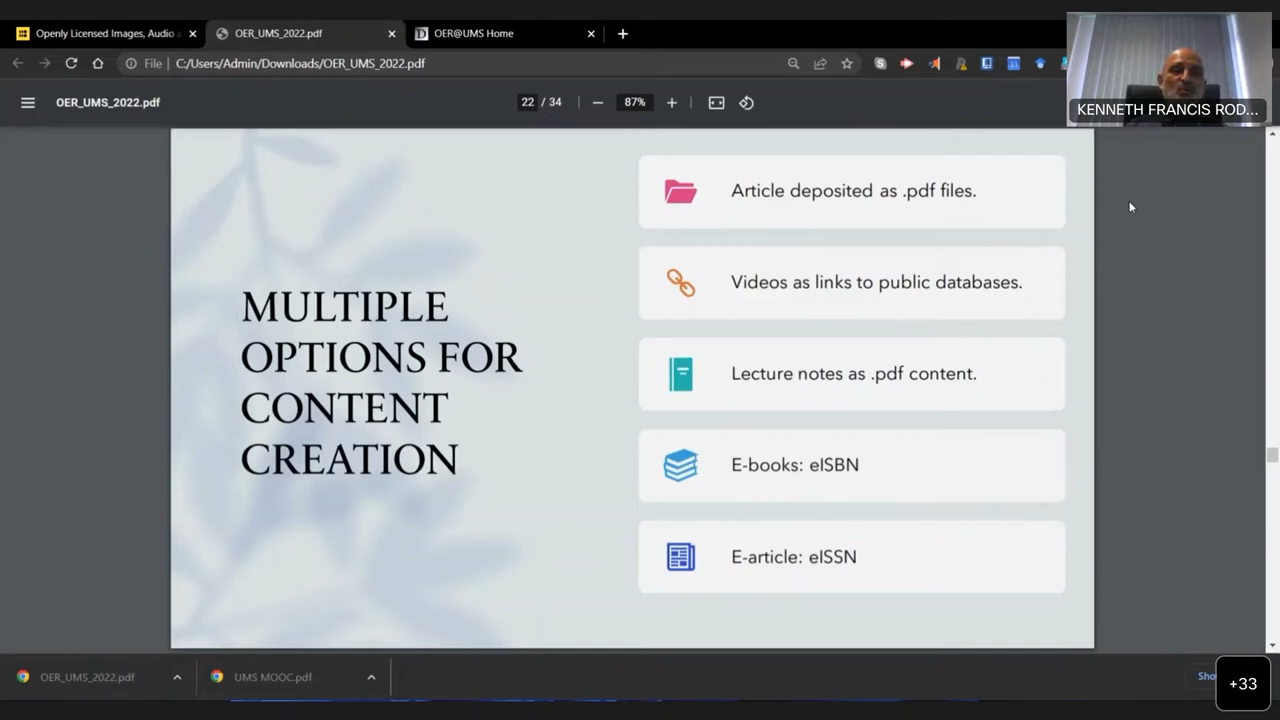 Openly Licensed Images, Audio a
OER_UMS_2022.pdf
OER@UMS Home
File
C:/Users/Admin/Downloads/OER_UMS_2022.pdf
OER_UMS_2022.pdf
22 / 34
87%
KENNETH FRANCIS ROD...
MULTIPLE
OPTIONS FOR
CONTENT
CREATION
Article deposited as .pdf files.
Videos as links to public databases.
Lecture notes as .pdf content.
E-books: eISBN
E-article: eISSN
OER_UMS_2022.pdf
UMS MOOC.pdf
Sho
+33